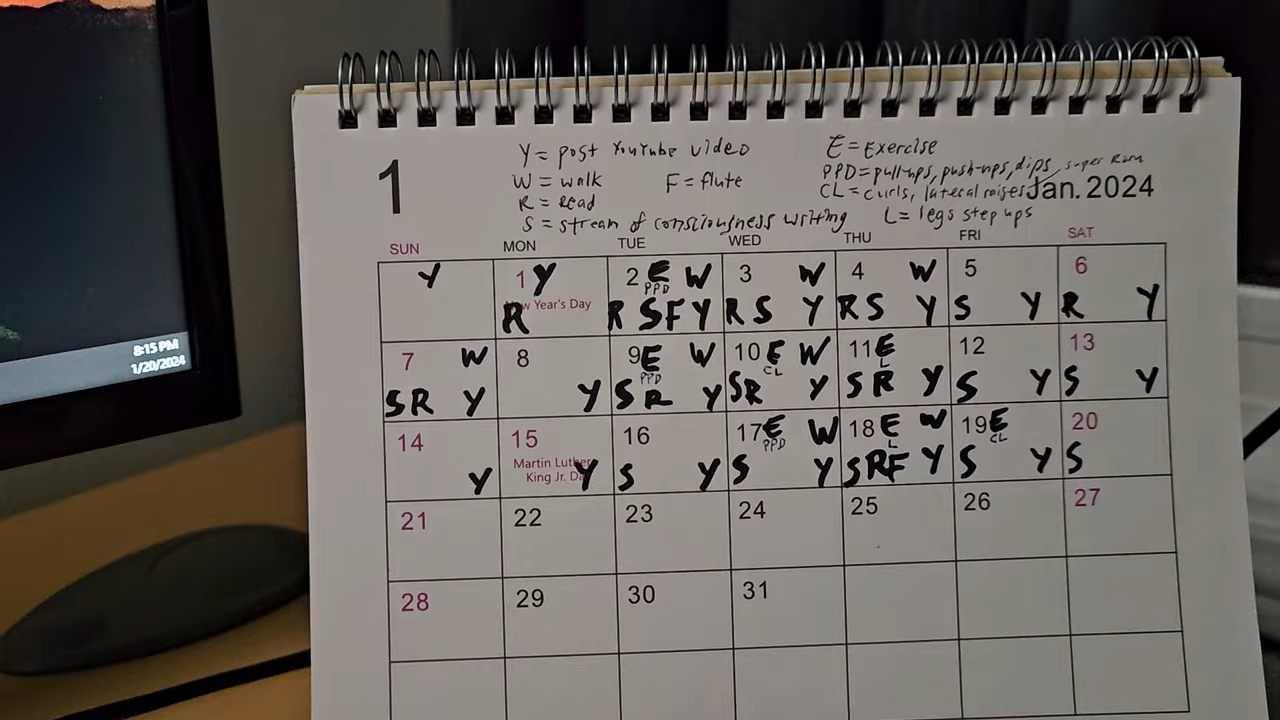 Y = post YouTube video
E = Exercise
1
W = walk F = flute
PPD = pull-ups, push-ups, dips, super
R = Read
CL = curls, lateral raises Jan. 2024
S = stream of consciousness writing L = legs step ups
SUN MON TUE WED THU FRI SAT
Y 1 Y 2 E W 3 W 4 W 5 6
PPD
New Year's Day
R R S F Y R S Y R S Y S Y R Y
7 W 8 9 E W 10 E W 11 E 12 13
PPD CL L
S R Y Y S R Y S R Y S R Y S Y S Y
14 15 16 17 E W 18 E W 19 E 20
PPD L CL
Martin Luther
King Jr. Day
Y Y S Y S Y S R F Y S Y S
21 22 23 24 25 26 27
28 29 30 31
8:15 PM
1/20/2024